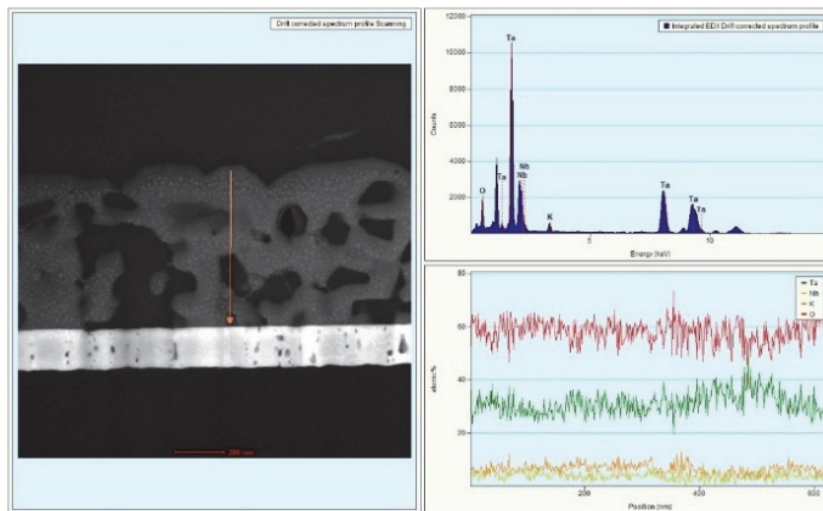 Drift corrected spectrum profile Scanning
200 nm
Integrated EDX Drift corrected spectrum profile
12000
10000
8000
6000
4000
2000
Counts
O
Ta
Ta
Nb
Nb
K
Ta
Ta
Ta
5
10
Energy (keV)
Ta
Nb
K
O
80
60
40
20
atomic%
200
400
600
Position (nm)